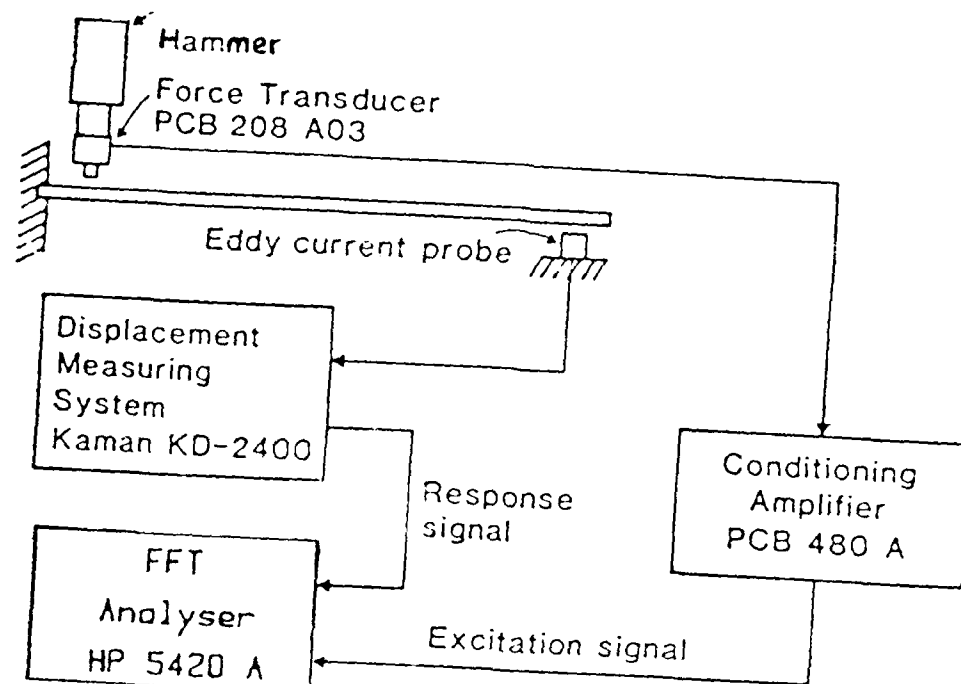 Hammer
Force Transducer
PCB 208 A03
Eddy current probe
Displacement
Measuring
System
Kaman KD-2400
Response
signal
Conditioning
Amplifier
PCB 480 A
FFT
Analyser
HP 5420 A
Excitation signal